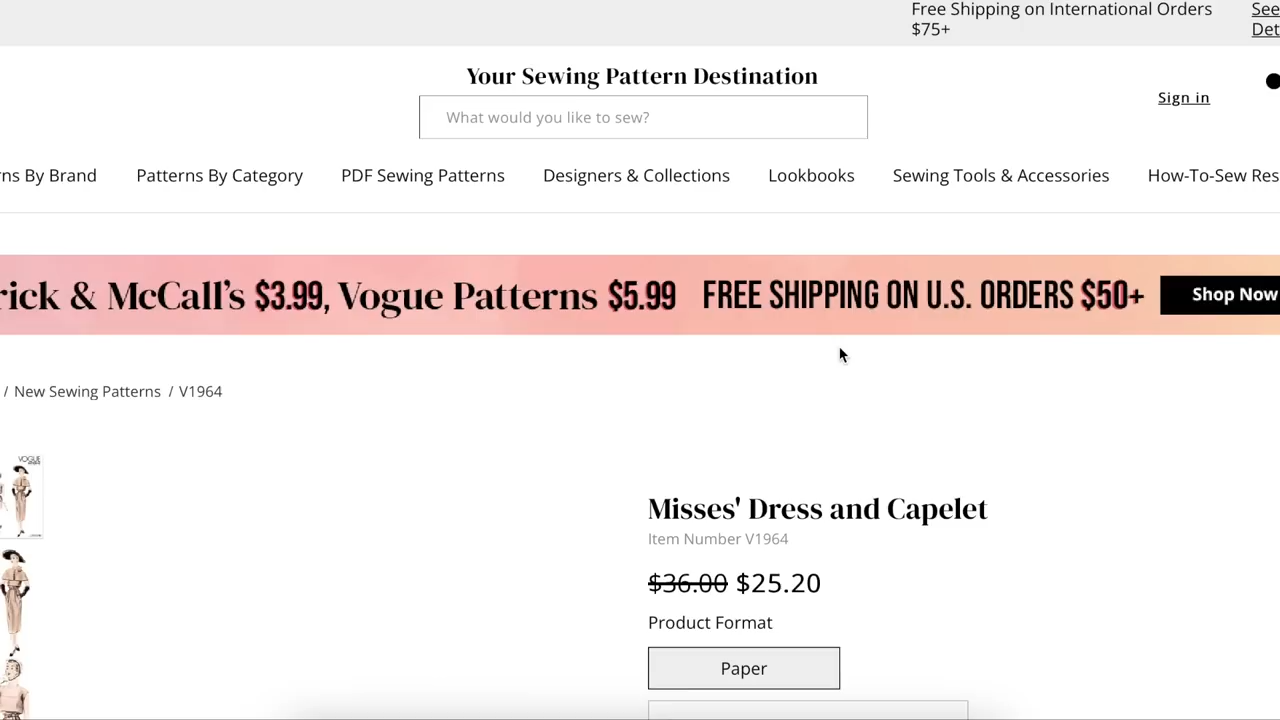 Free Shipping on International Orders
$75+
See
Det
Your Sewing Pattern Destination
What would you like to sew?
Sign in
ns By Brand Patterns By Category PDF Sewing Patterns Designers & Collections Lookbooks Sewing Tools & Accessories How-To-Sew Res
rick & McCall's $3.99, Vogue Patterns $5.99 FREE SHIPPING ON U.S. ORDERS $50+ Shop Now
/ New Sewing Patterns / V1964
VOGUE
Misses' Dress and Capelet
Item Number V1964
$36.00 $25.20
Product Format
Paper